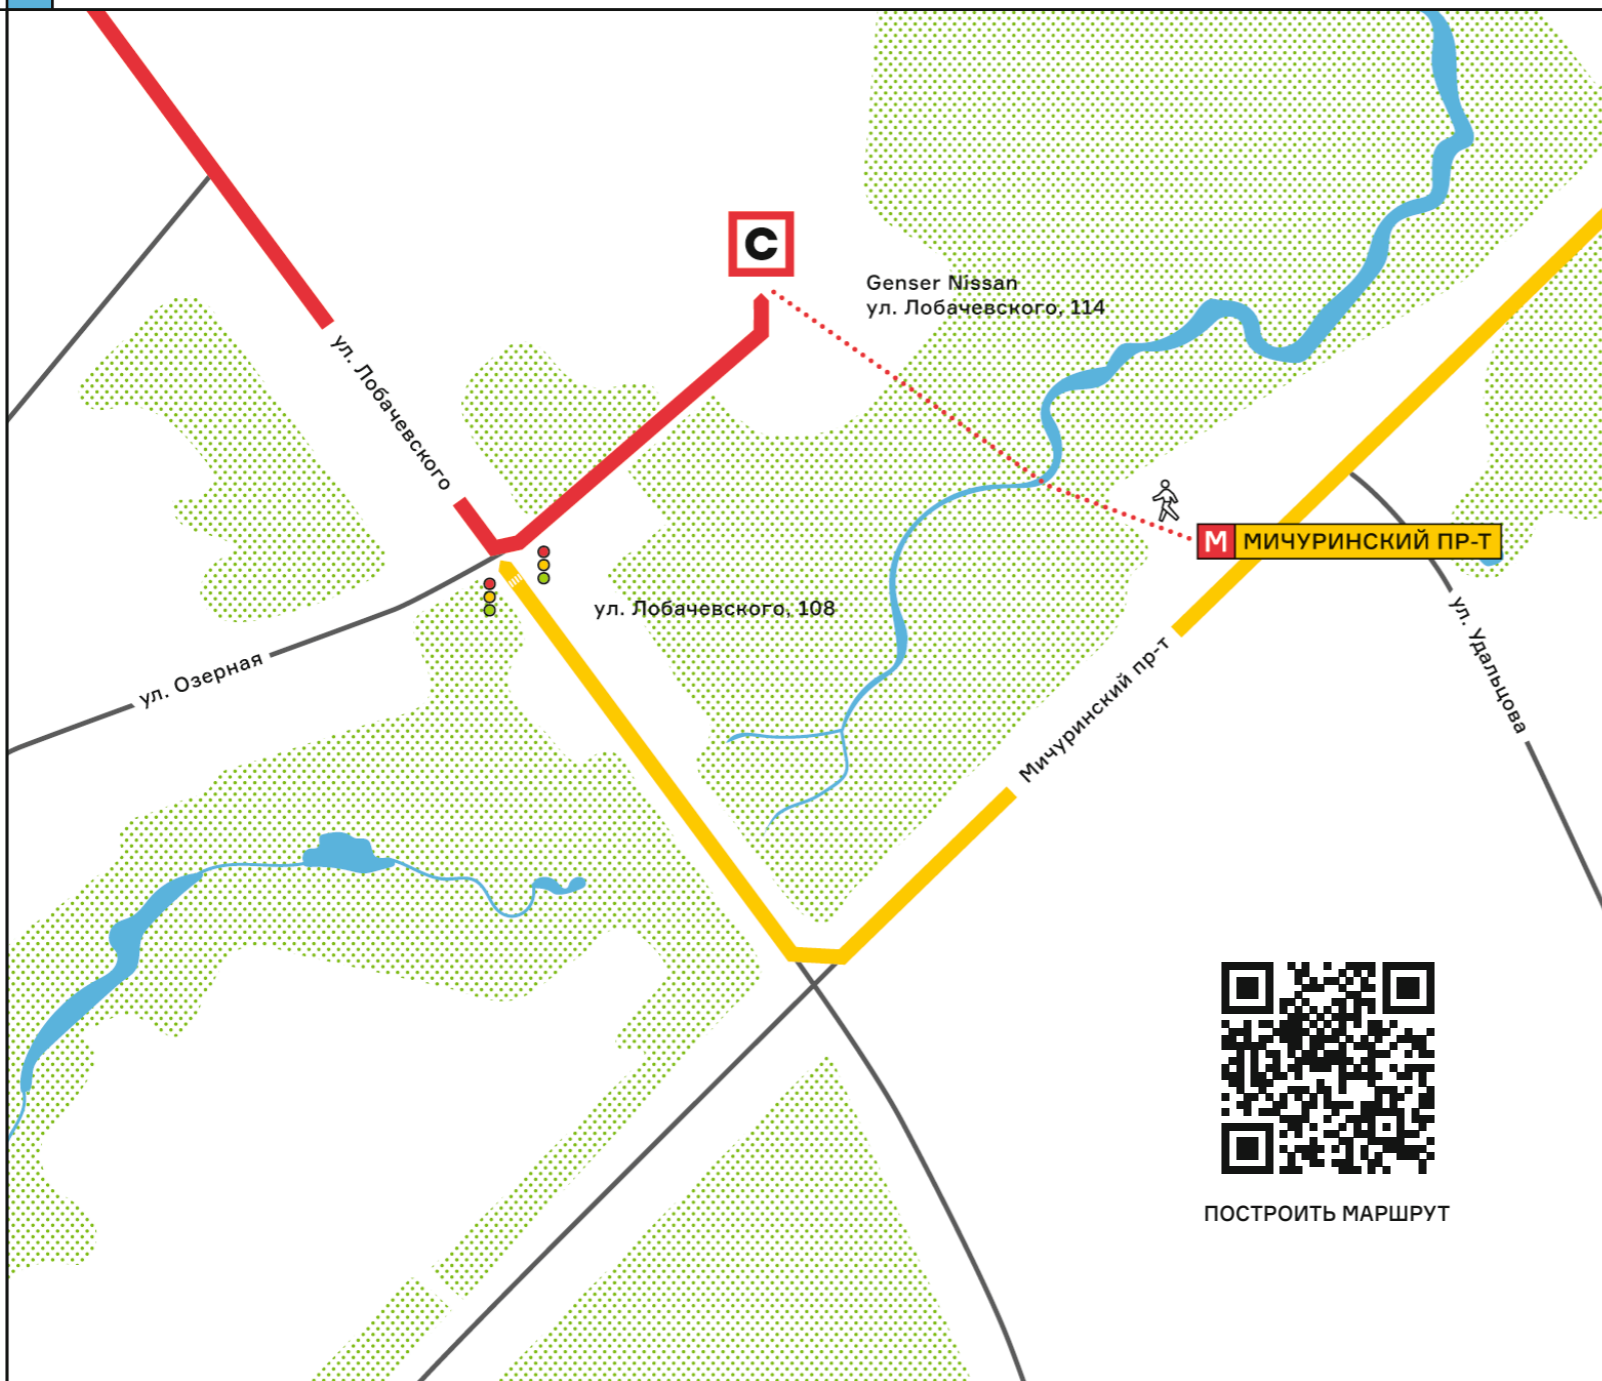 С
Genser Nissan
ул. Лобачевского, 114
ул. Лобачевского
М МИЧУРИНСКИЙ ПР-Т
ул. Лобачевского, 108
ул. Озерная
Мичуринский пр-т
ул. Удальцова
ПОСТРОИТЬ МАРШРУТ